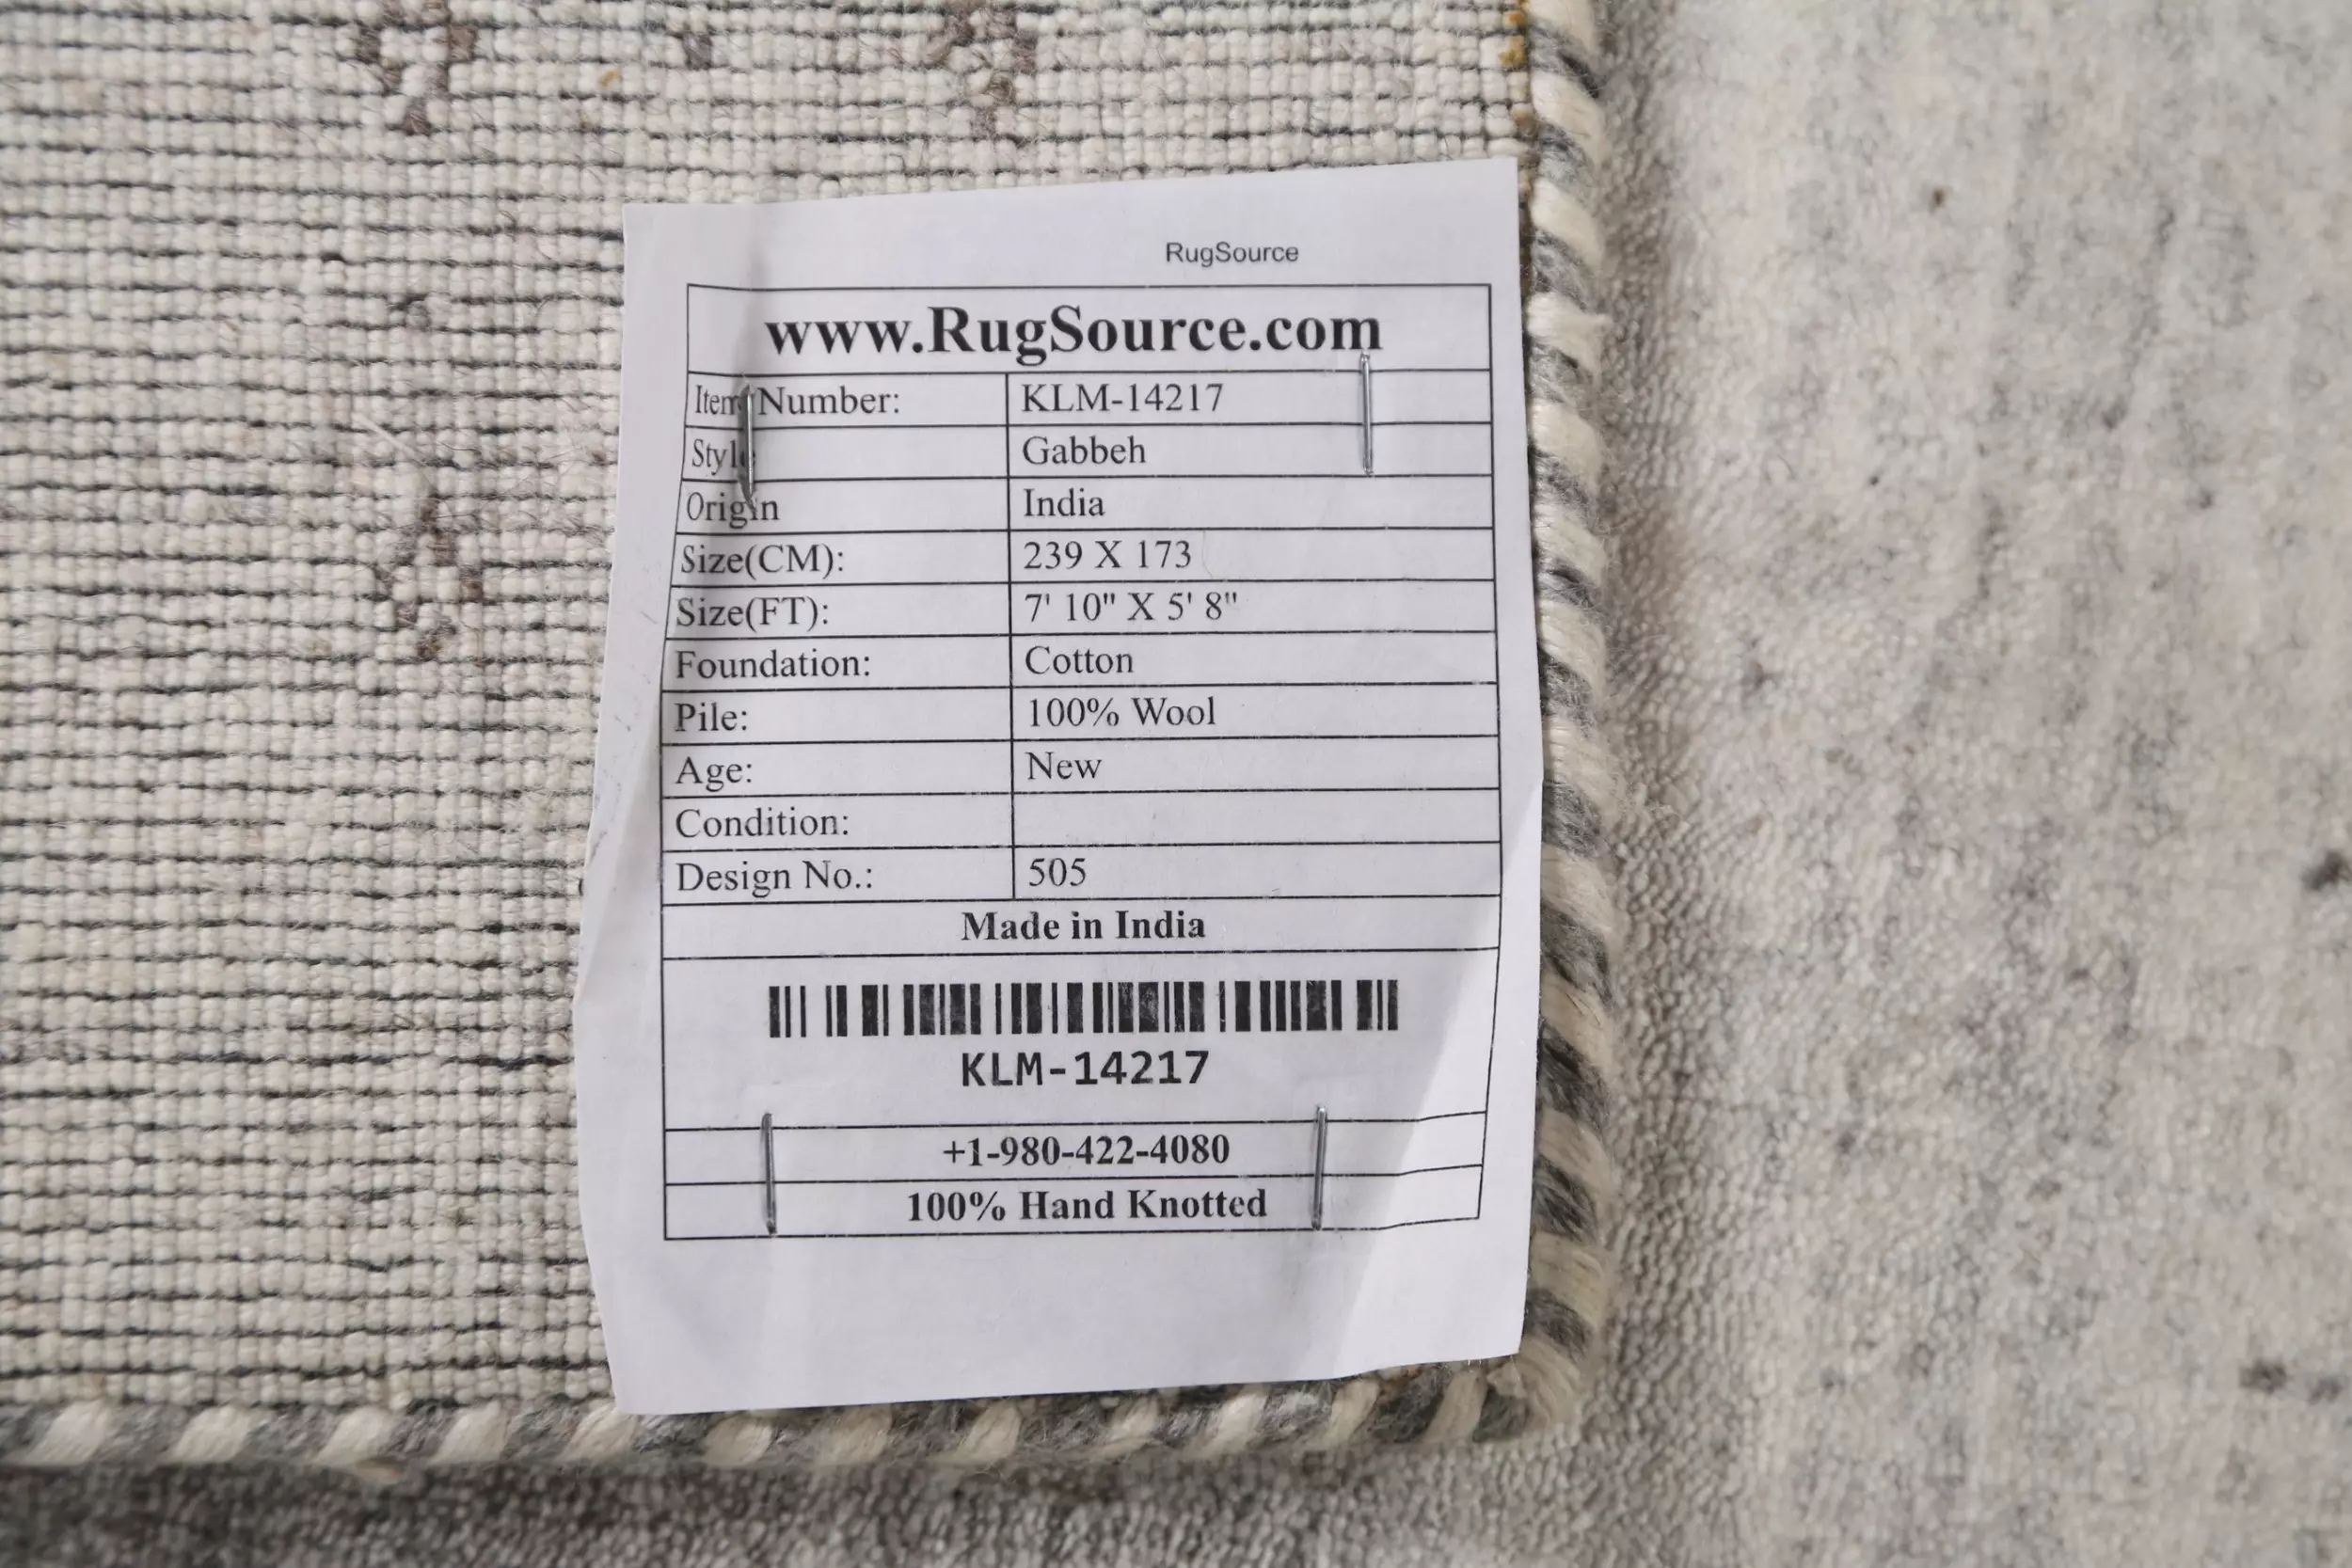 RugSource
www.RugSource.com
Item Number: KLM-14217
Style: Gabbeh
Origin India
Size(CM): 239 X 173
Size(FT): 7' 10" X 5' 8"
Foundation: Cotton
Pile: 100% Wool
Age: New
Condition:
Design No.: 505
Made in India
KLM-14217
+1-980-422-4080
100% Hand Knotted